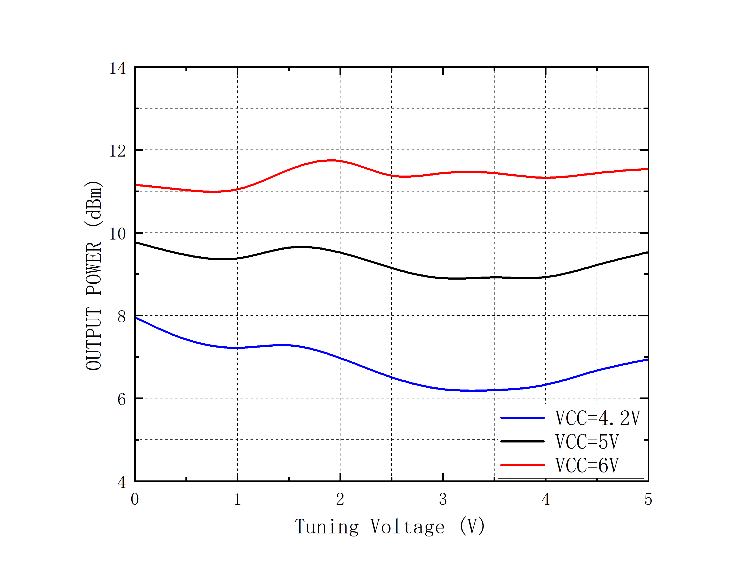 14
12
10
8
6
4
OUTPUT POWER (dBm)
VCC=4.2V
VCC=5V
VCC=6V
0 1 2 3 4 5
Tuning Voltage (V)